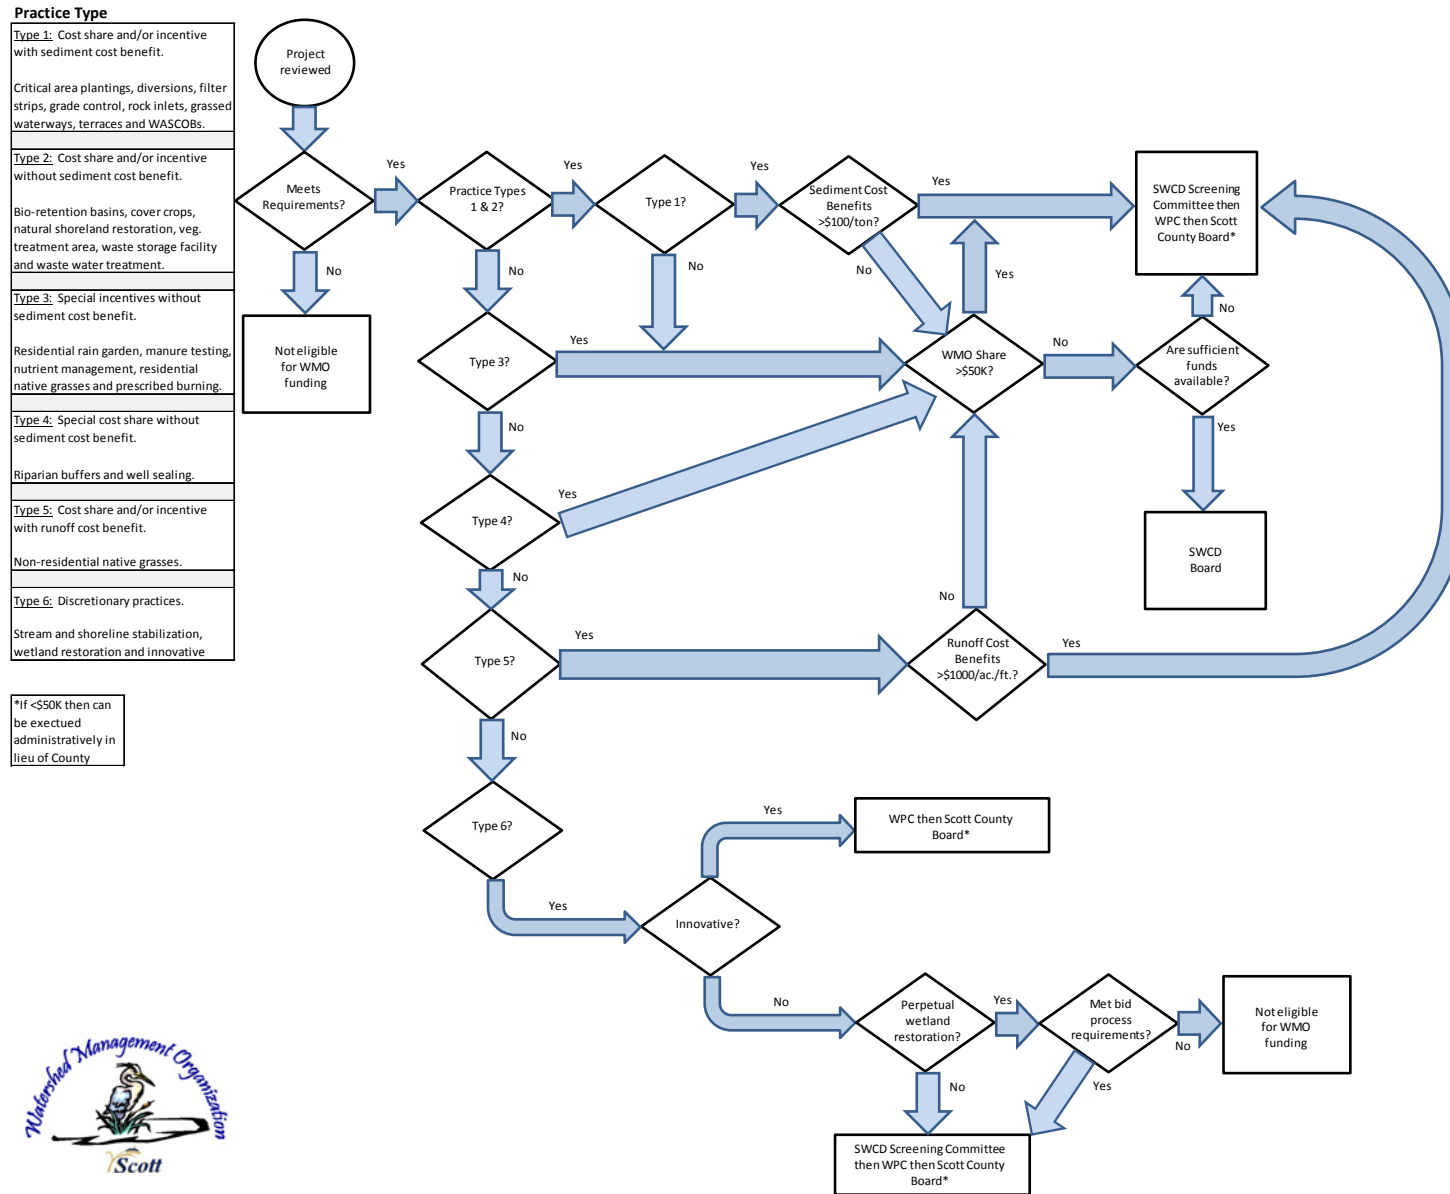 Practice Type
Type 1: Cost share and/or incentive
with sediment cost benefit.
Critical area plantings, diversions, filter
strips, grade control, rock inlets, grassed
waterways, terraces and WASCOBs.
Type 2: Cost share and/or incentive
without sediment cost benefit.
Bio-retention basins, cover crops,
natural shoreland restoration, veg.
treatment area, waste storage facility
and waste water treatment.
Type 3: Special incentives without
sediment cost benefit.
Residential rain garden, manure testing,
nutrient management, residential
native grasses and prescribed burning.
Type 4: Special cost share without
sediment cost benefit.
Riparian buffers and well sealing.
Type 5: Cost share and/or incentive
with runoff cost benefit.
Non-residential native grasses.
Type 6: Discretionary practices.
Stream and shoreline stabilization,
wetland restoration and innovative
*If <$50K then can
be exectued
administratively in
lieu of County
Project
reviewed
Meets
Requirements?
Yes
No
Not eligible
for WMO
funding
Practice Types
1 & 2?
Yes
No
Type 1?
Yes
No
Sediment Cost
Benefits
>$100/ton?
Yes
No
SWCD Screening
Committee then
WPC then Scott
County Board*
Type 3?
Yes
No
WMO Share
>$50K?
Yes
No
Are sufficient
funds
available?
No
Yes
SWCD
Board
Type 4?
Yes
No
Type 5?
Yes
No
Runoff Cost
Benefits
>$1000/ac./ft.?
No
Yes
Type 6?
Yes
Innovative?
Yes
WPC then Scott County
Board*
No
Perpetual
wetland
restoration?
Yes
No
Met bid
process
requirements?
No
Yes
Not eligible
for WMO
funding
SWCD Screening Committee
then WPC then Scott County
Board*
Watershed Management Organization
Scott